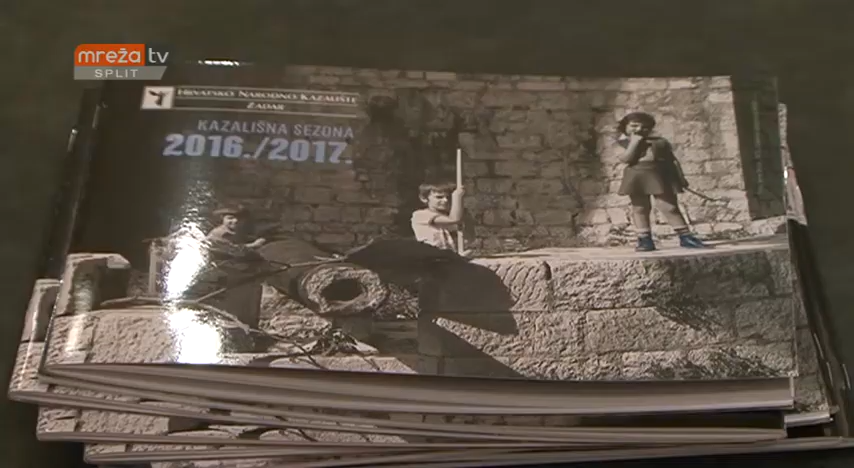 mreža tv
SPLIT
HRVATSKO NARODNO KAZALIŠTE
ZADAR
KAZALIŠNA SEZONA
2016./2017.